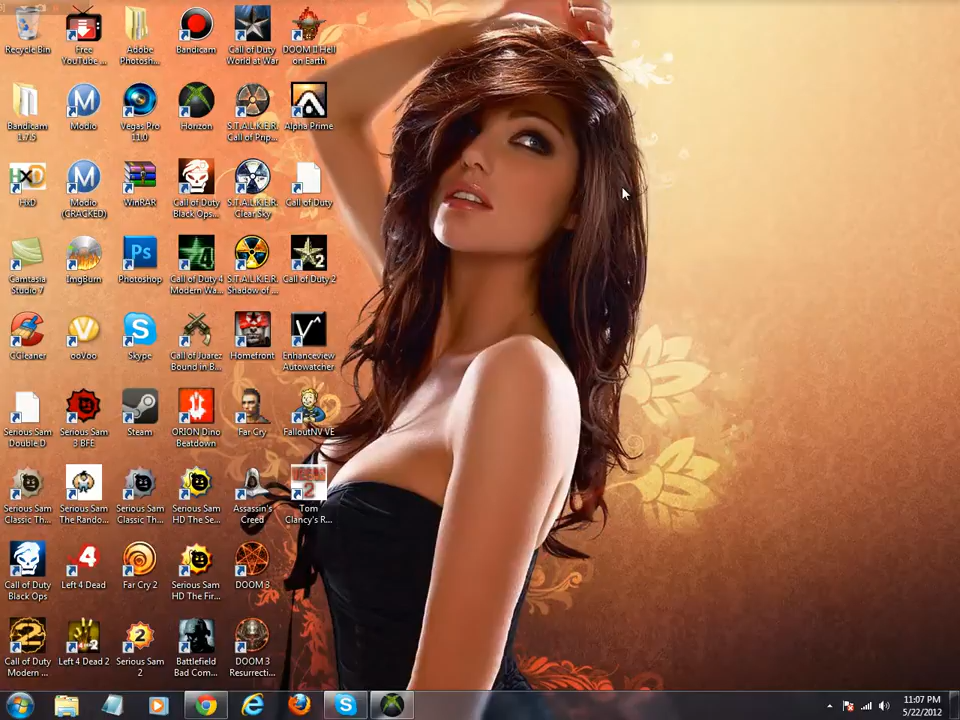 Recycle Bin
Free
YouTube ...
Adobe
Photosh...
Bandicam
Call of Duty
World at War
DOOM II Hell
on Earth
Bandicam
1.7.5
Modio
Vegas Pro
11.0
Horizon
S.T.A.L.K.E.R.
Call of Prip...
Alpha Prime
HxD
Modio
(CRACKED)
WinRAR
Call of Duty
Black Ops...
S.T.A.L.K.E.R.
Clear Sky
Call of Duty
Camtasia
Studio 7
ImgBurn
Photoshop
Call of Duty 4
Modern Wa...
S.T.A.L.K.E.R.
Shadow of ...
Call of Duty 2
CCleaner
ooVoo
Skype
Call of Juarez
Bound in B...
Homefront
Enhanceview
Autowatcher
Serious Sam
Double D
Serious Sam
3 BFE
Steam
ORION Dino
Beatdown
Far Cry
FalloutNV VE
Serious Sam
Classic Th...
Serious Sam
The Rando...
Serious Sam
Classic Th...
Serious Sam
HD The Se...
Assassin's
Creed
Tom
Clancy's R...
Call of Duty
Black Ops
Left 4 Dead
Far Cry 2
Serious Sam
HD The Fir...
DOOM 3
Call of Duty
Modern ...
Left 4 Dead 2
Serious Sam
2
Battlefield
Bad Com...
DOOM 3
Resurrecti...
11:07 PM
5/22/2012